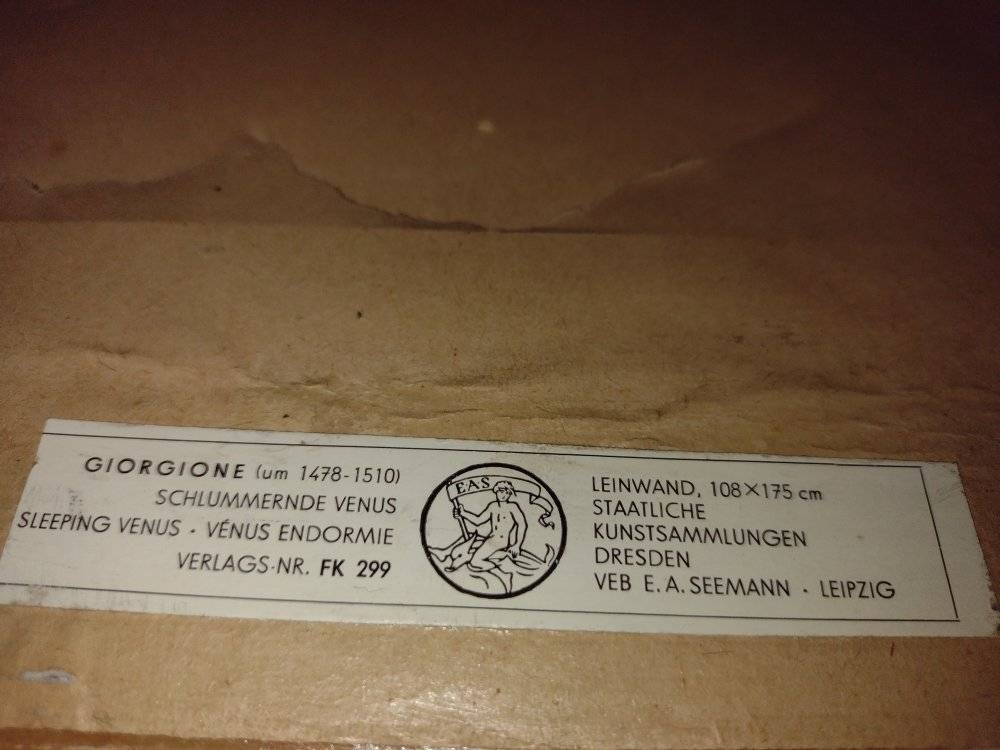 GIORGIONE (um 1478-1510)
SCHLUMMERNDE VENUS
SLEEPING VENUS · VÉNUS ENDORMIE
VERLAGS-NR. FK 299
EAS
LEINWAND, 108×175 cm
STAATLICHE
KUNSTSAMMLUNGEN
DRESDEN
VEB E. A. SEEMANN · LEIPZIG